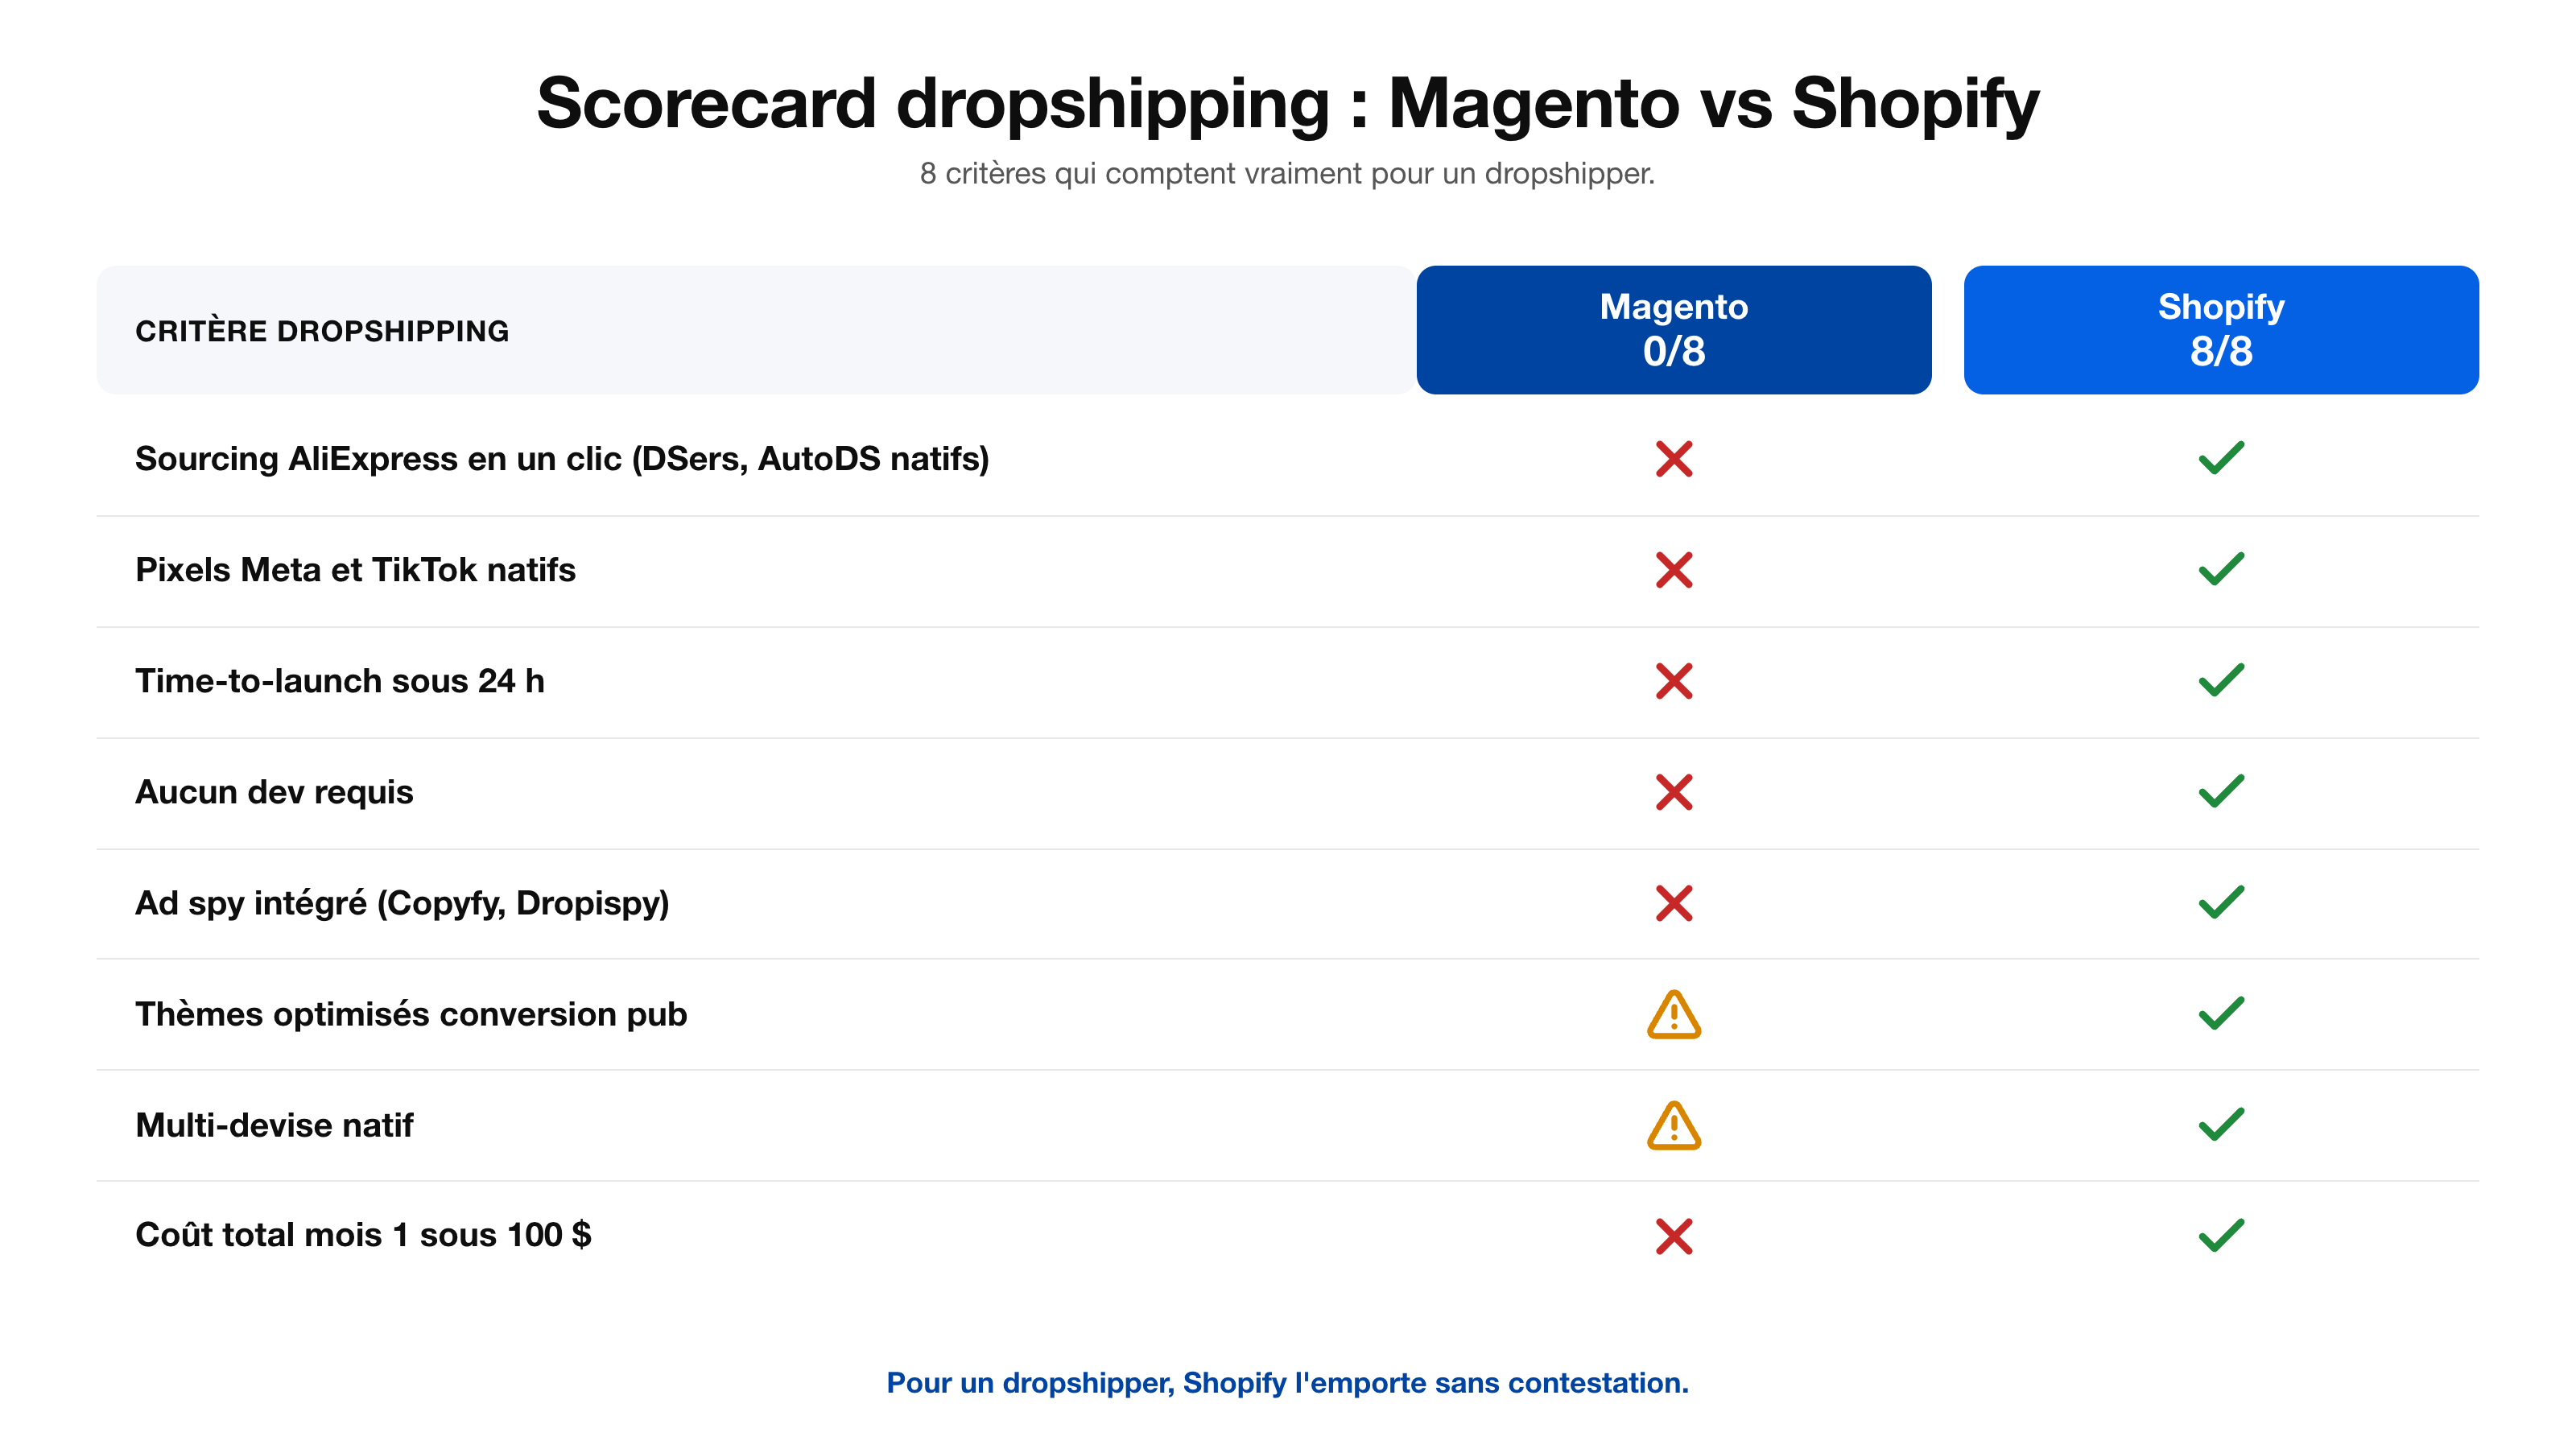 Scorecard dropshipping : Magento vs Shopify
8 critères qui comptent vraiment pour un dropshipper.
CRITÈRE DROPSHIPPING
Magento
0/8
Shopify
8/8
Sourcing AliExpress en un clic (DSers, AutoDS natifs)
Pixels Meta et TikTok natifs
Time-to-launch sous 24 h
Aucun dev requis
Ad spy intégré (Copyfy, Dropispy)
Thèmes optimisés conversion pub
Multi-devise natif
Coût total mois 1 sous 100 $
Pour un dropshipper, Shopify l'emporte sans contestation.